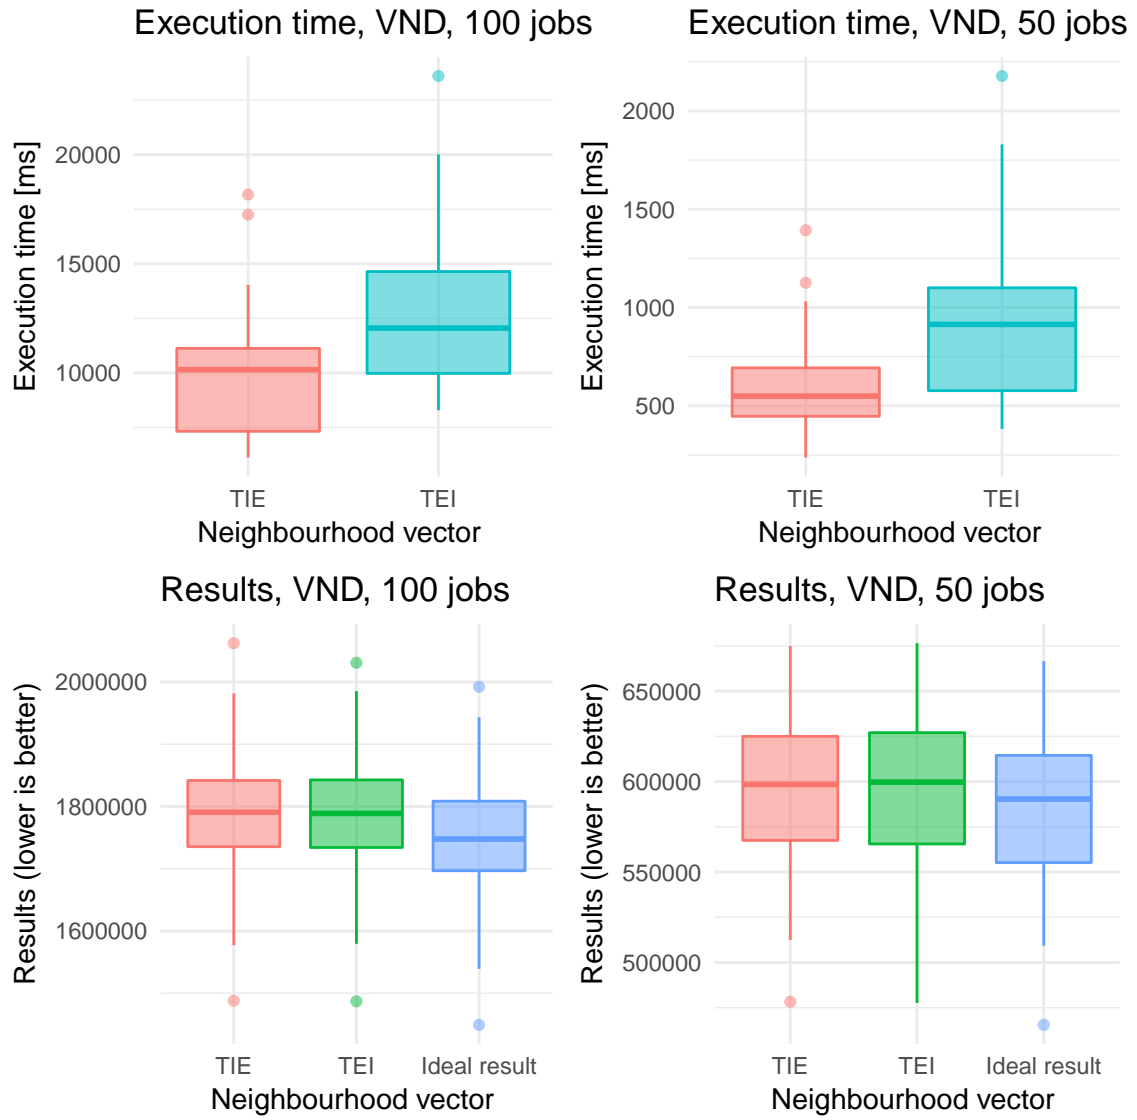 Execution time, VND, 100 jobs
Execution time [ms]
20000
15000
10000
TIE
TEI
Neighbourhood vector
Execution time, VND, 50 jobs
Execution time [ms]
2000
1500
1000
500
TIE
TEI
Neighbourhood vector
Results, VND, 100 jobs
Results (lower is better)
2000000
1800000
1600000
TIE
TEI
Ideal result
Neighbourhood vector
Results, VND, 50 jobs
Results (lower is better)
650000
600000
550000
500000
TIE
TEI
Ideal result
Neighbourhood vector